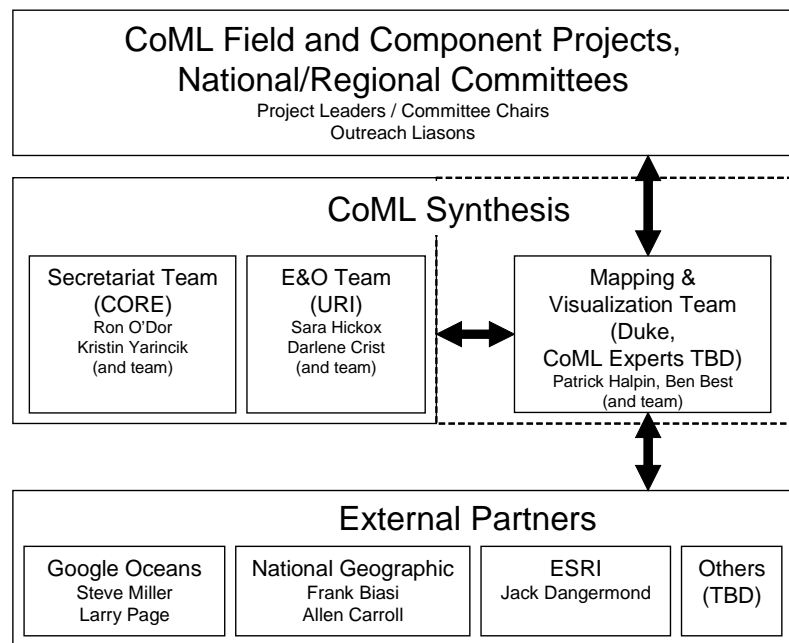 CoML Field and Component Projects,
National/Regional Committees
Project Leaders / Committee Chairs
Outreach Liasons
CoML Synthesis
Secretariat Team
(CORE)
Ron O'Dor
Kristin Yarincik
(and team)
E&O Team
(URI)
Sara Hickox
Darlene Crist
(and team)
Mapping &
Visualization Team
(Duke,
CoML Experts TBD)
Patrick Halpin, Ben Best
(and team)
External Partners
Google Oceans
Steve Miller
Larry Page
National Geographic
Frank Biasi
Allen Carroll
ESRI
Jack Dangermond
Others
(TBD)